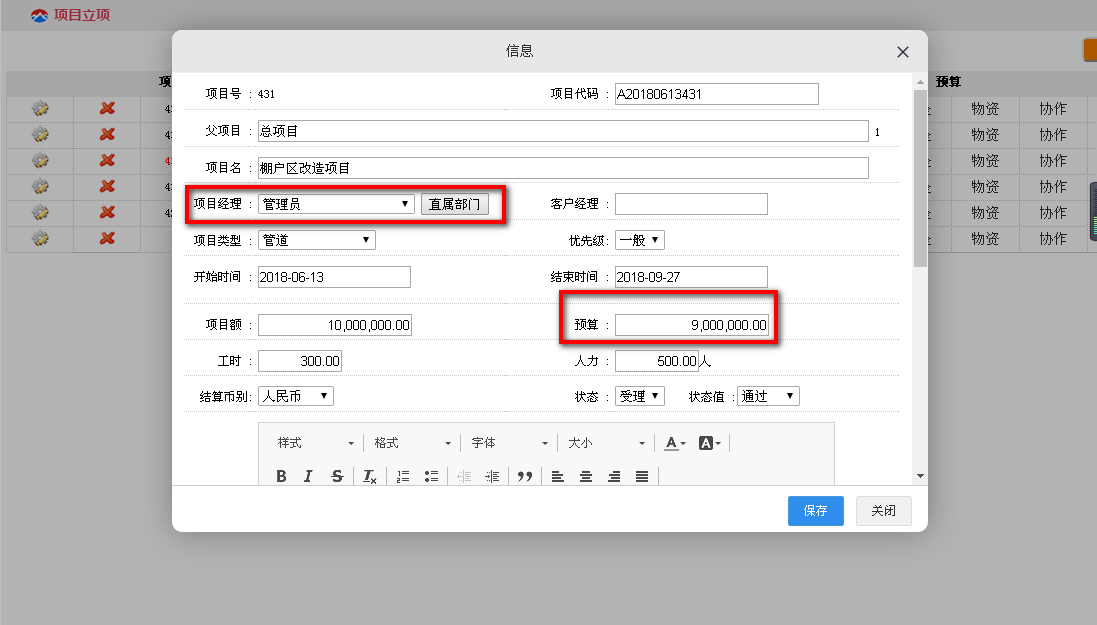 项目立项
信息
预算
项目号 : 431 项目代码 : A20180613431
父项目 : 总项目 1
项目名 : 棚户区改造项目
项目经理 : 管理员 直属部门 客户经理 :
项目类型 : 管道 优先级: 一般
开始时间 : 2018-06-13 结束时间 : 2018-09-27
项目额 : 10,000,000.00 预算 : 9,000,000.00
工时 : 300.00 人力 : 500.00 人
结算币别: 人民币 状态 : 受理 状态值 : 通过
样式 格式 字体 大小 A A
B I S Ix
保存 关闭
物资 协作
物资 协作
物资 协作
物资 协作
物资 协作
物资 协作